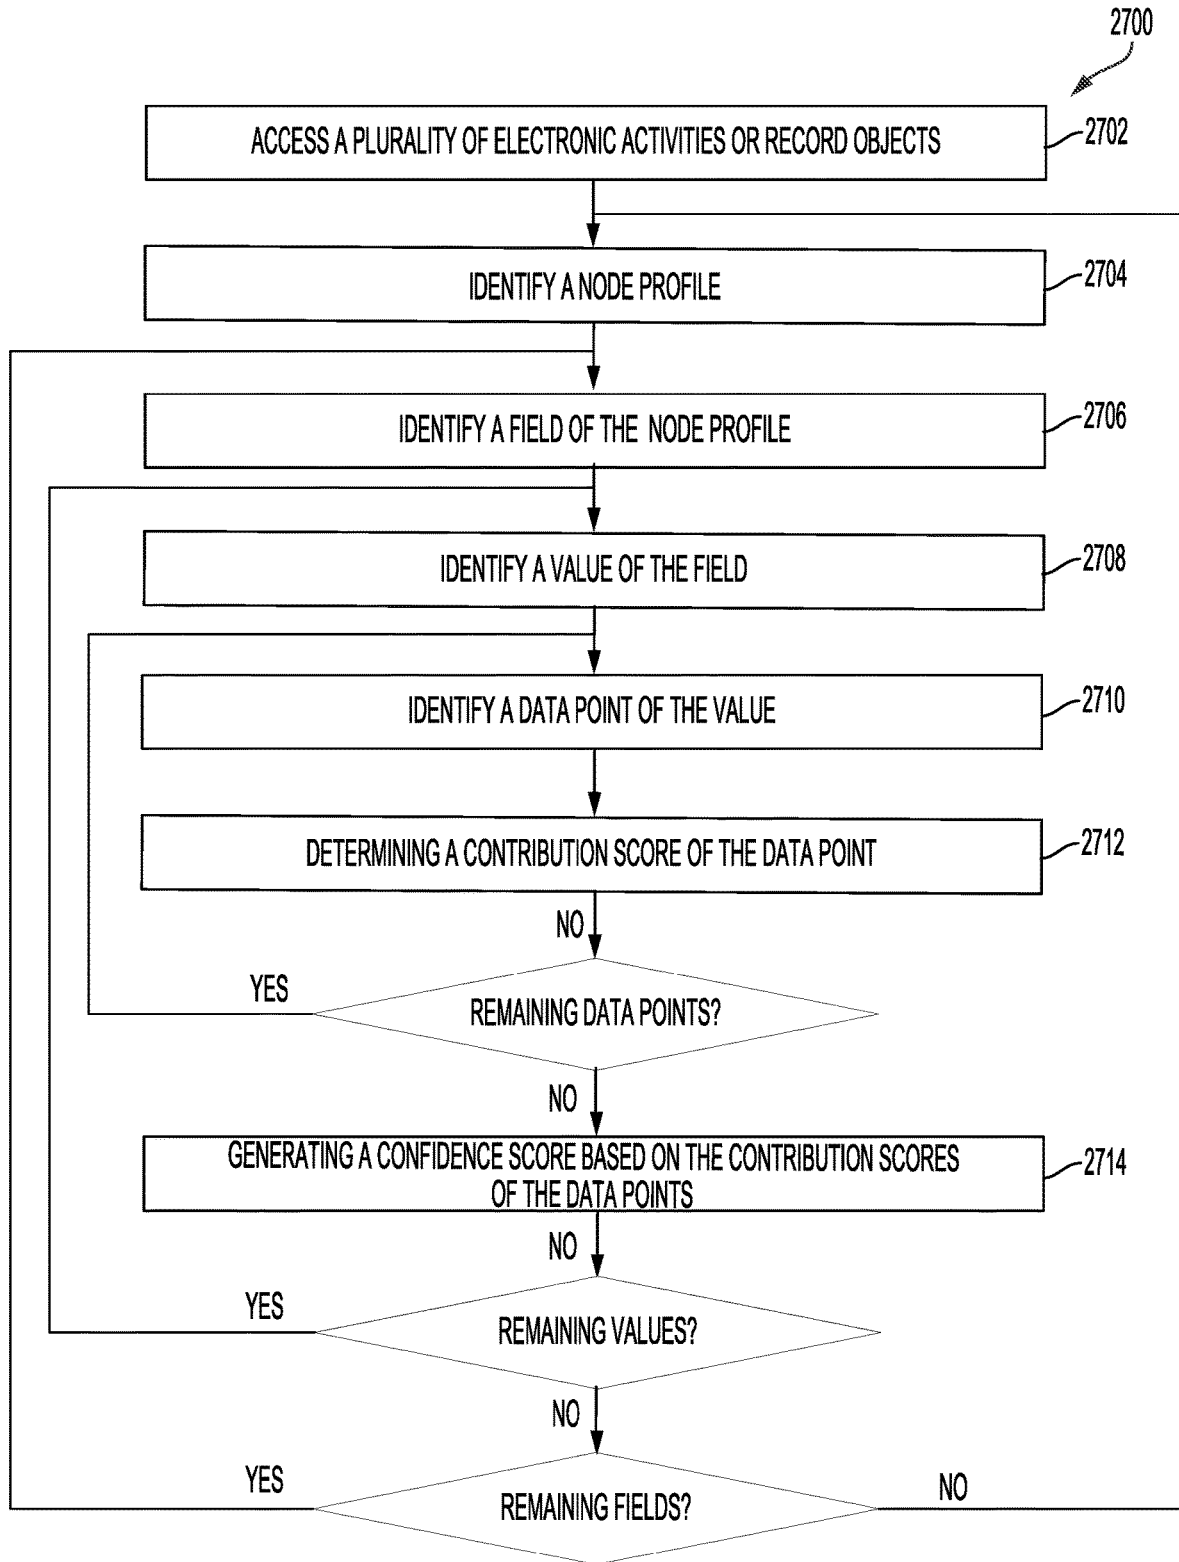 2700
ACCESS A PLURALITY OF ELECTRONIC ACTIVITIES OR RECORD OBJECTS
2702
IDENTIFY A NODE PROFILE
2704
IDENTIFY A FIELD OF THE NODE PROFILE
2706
IDENTIFY A VALUE OF THE FIELD
2708
IDENTIFY A DATA POINT OF THE VALUE
2710
DETERMINING A CONTRIBUTION SCORE OF THE DATA POINT
2712
NO
YES
REMAINING DATA POINTS?
NO
GENERATING A CONFIDENCE SCORE BASED ON THE CONTRIBUTION SCORES
OF THE DATA POINTS
2714
NO
YES
REMAINING VALUES?
NO
YES
REMAINING FIELDS?
NO